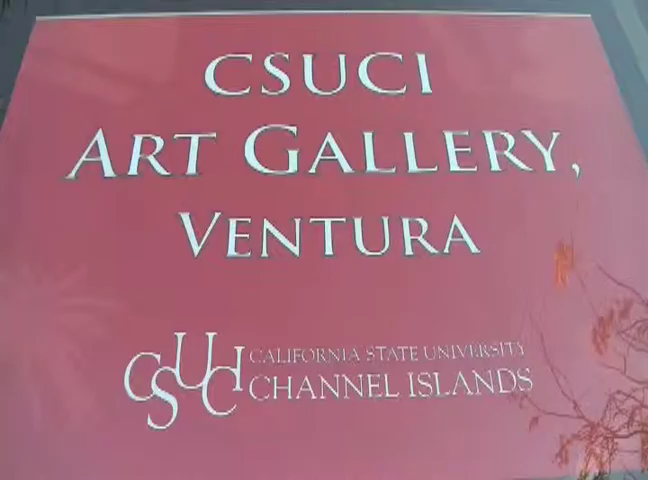 CSUCI
ART GALLERY,
VENTURA
CSUCI CALIFORNIA STATE UNIVERSITY
CHANNEL ISLANDS